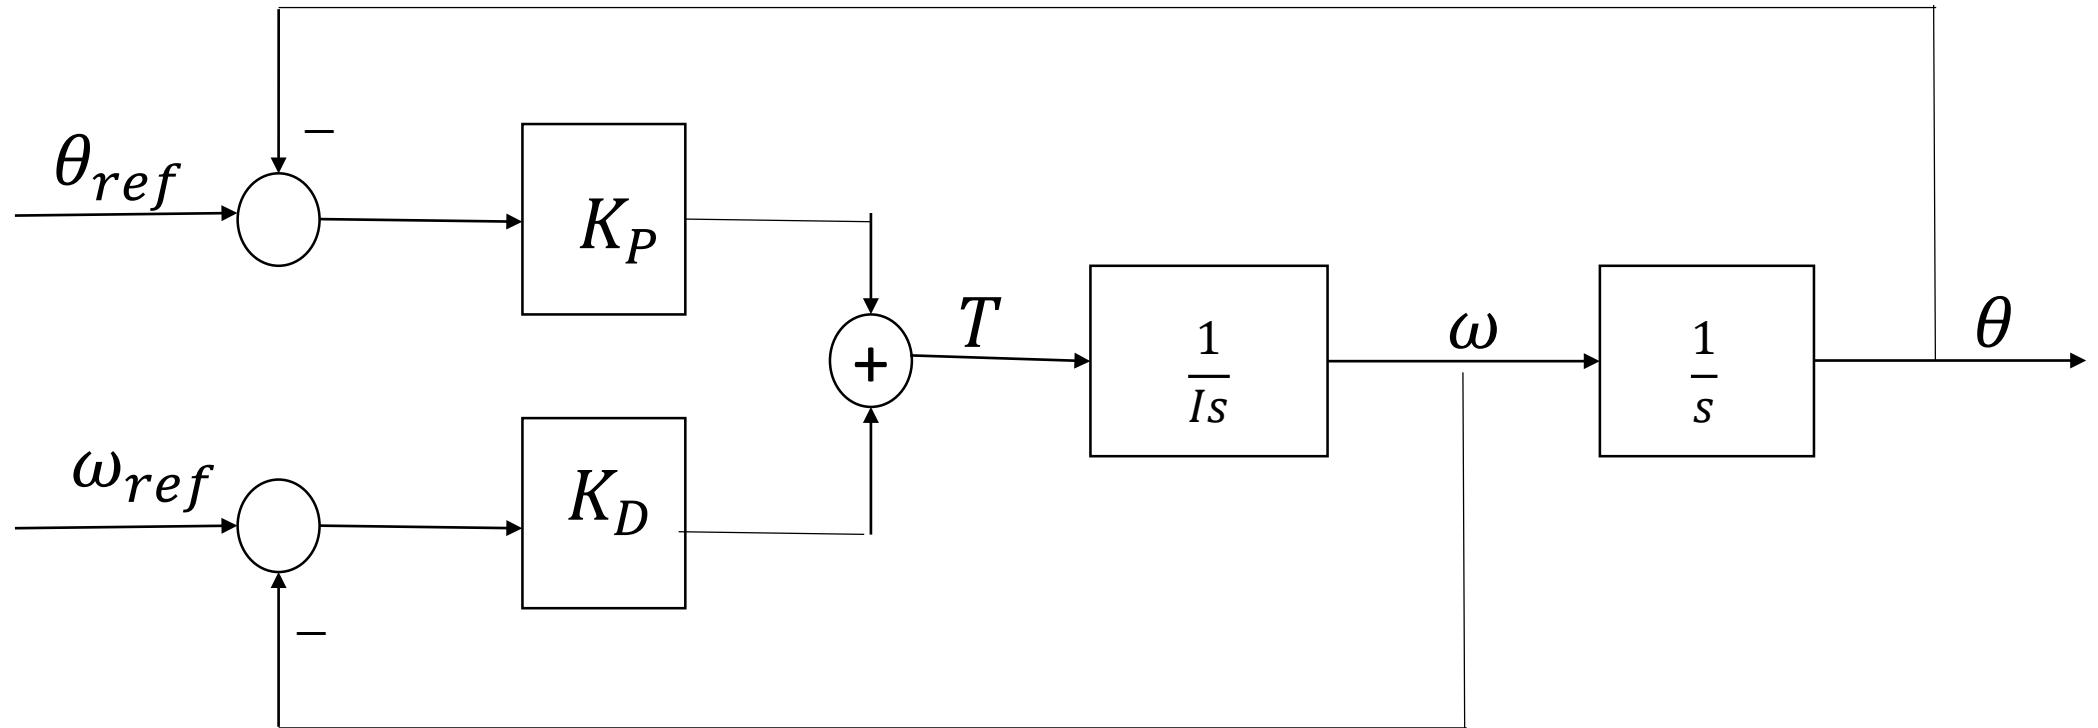 −
θ_ref
K_P
T
1/Is
ω
1/s
θ
+
ω_ref
K_D
−